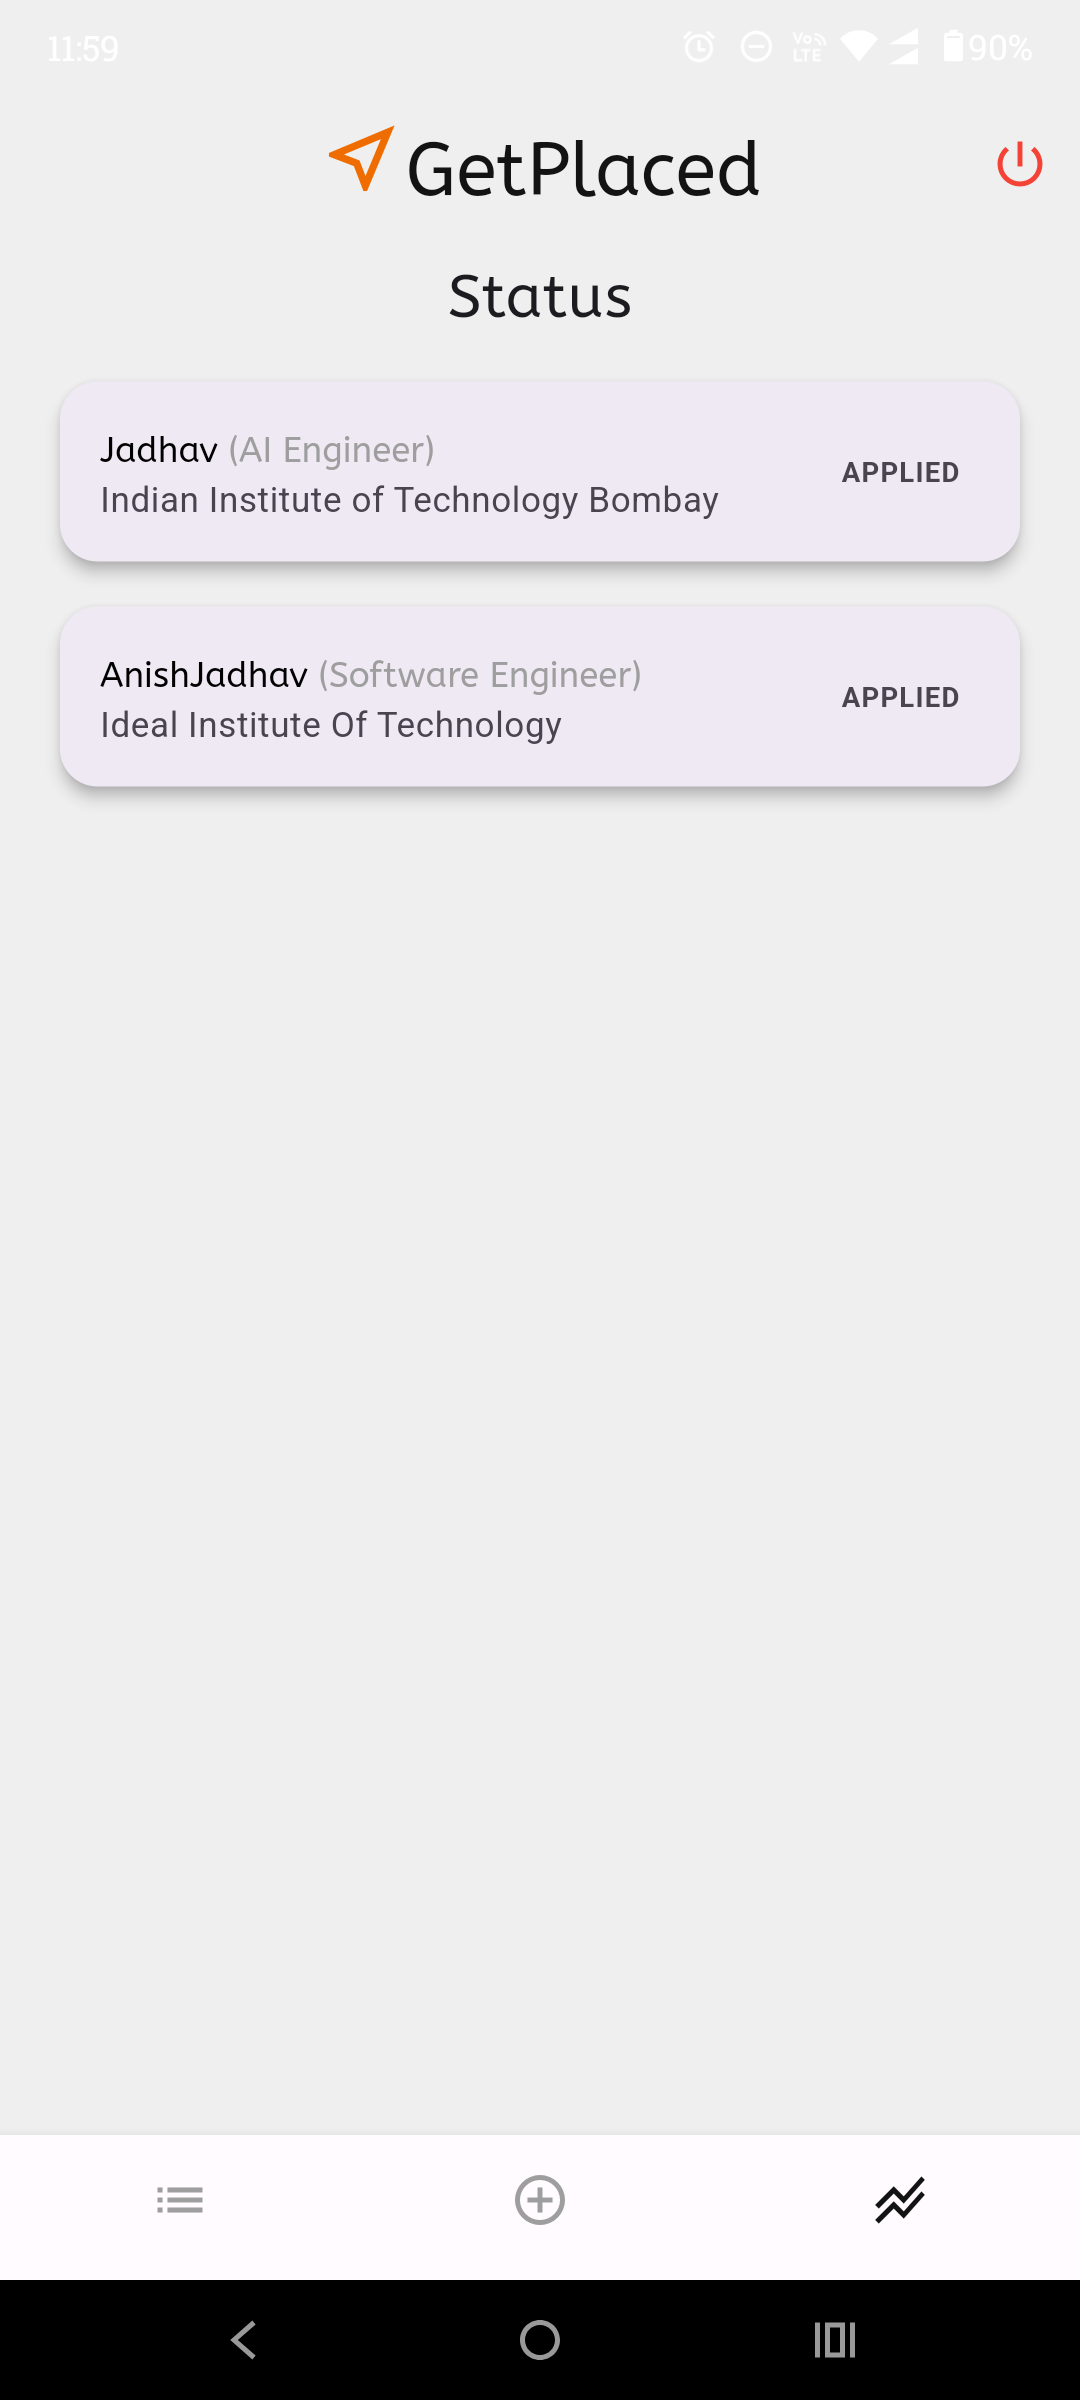 11:59
Vo LTE 90%
GetPlaced
Status
Jadhav (AI Engineer)
Indian Institute of Technology Bombay
APPLIED
AnishJadhav (Software Engineer)
Ideal Institute Of Technology
APPLIED